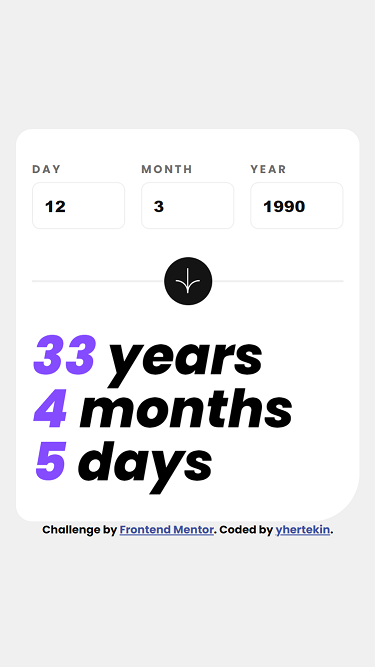 DAY MONTH YEAR
12 3 1990
33 years
4 months
5 days
Challenge by Frontend Mentor. Coded by yhertekin.